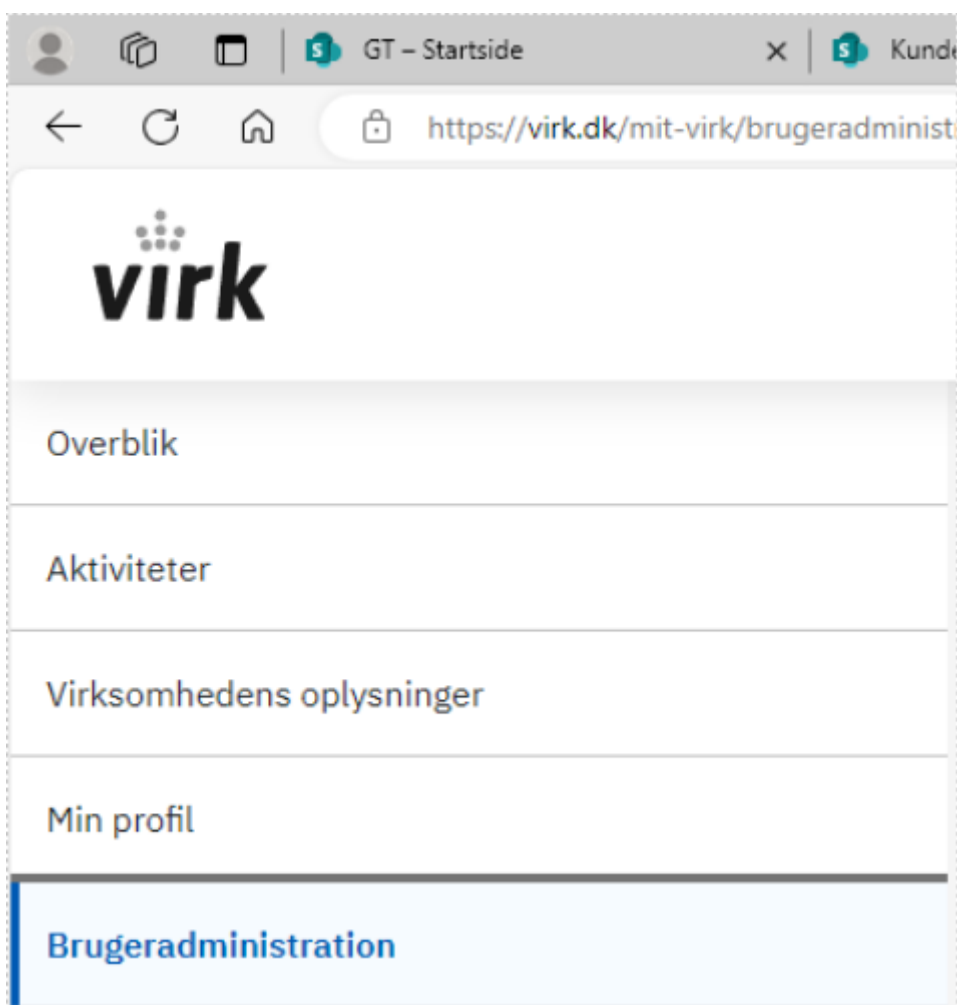 GT – Startside
Kunde
https://virk.dk/mit-virk/brugeradminist
virk
Overblik
Aktiviteter
Virksomhedens oplysninger
Min profil
Brugeradministration